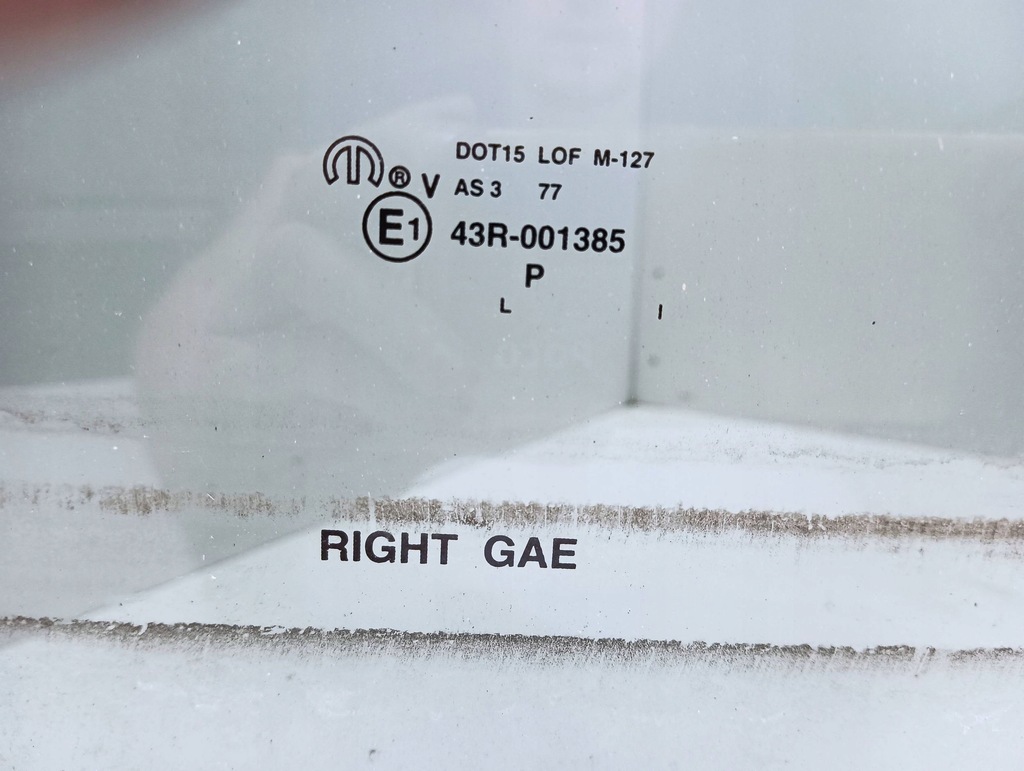 ® V DOT15 LOF M-127
AS 3 77
E1 43R-001385
P
L I
RIGHT GAE